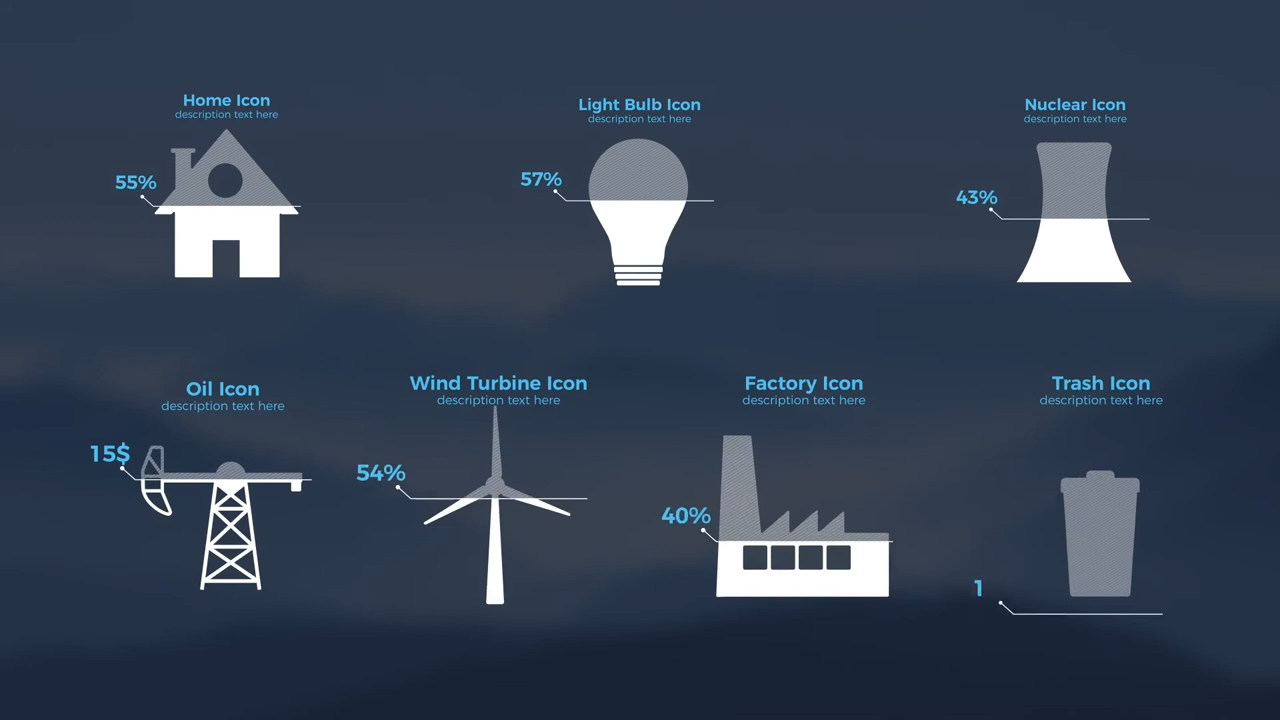 Home Icon
description text here
55%
Light Bulb Icon
description text here
57%
Nuclear Icon
description text here
43%
Oil Icon
description text here
15$
Wind Turbine Icon
description text here
54%
Factory Icon
description text here
40%
Trash Icon
description text here
1